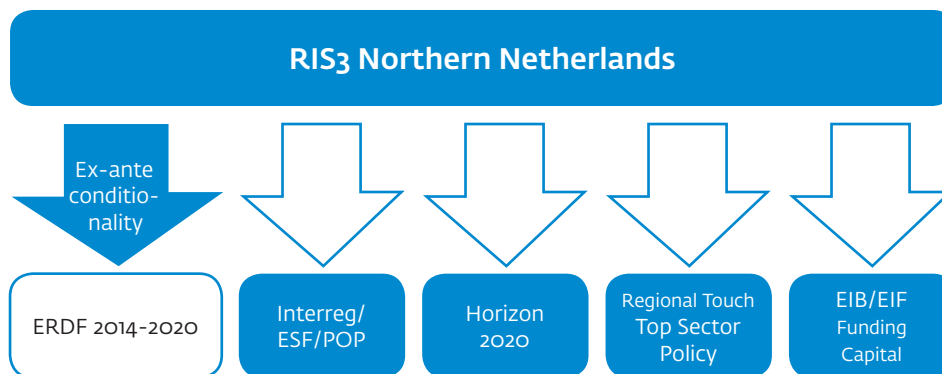 RIS3 Northern Netherlands
Ex-ante
conditio-
nality
ERDF 2014-2020
Interreg/
ESF/POP
Horizon
2020
Regional Touch
Top Sector
Policy
EIB/EIF
Funding
Capital